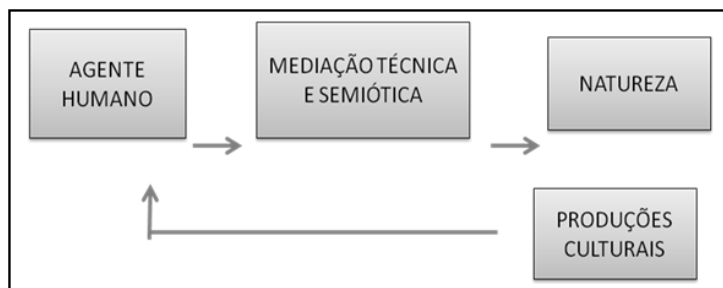 AGENTE
HUMANO
MEDIAÇÃO TÉCNICA
E SEMIÓTICA
NATUREZA
PRODUÇÕES
CULTURAIS